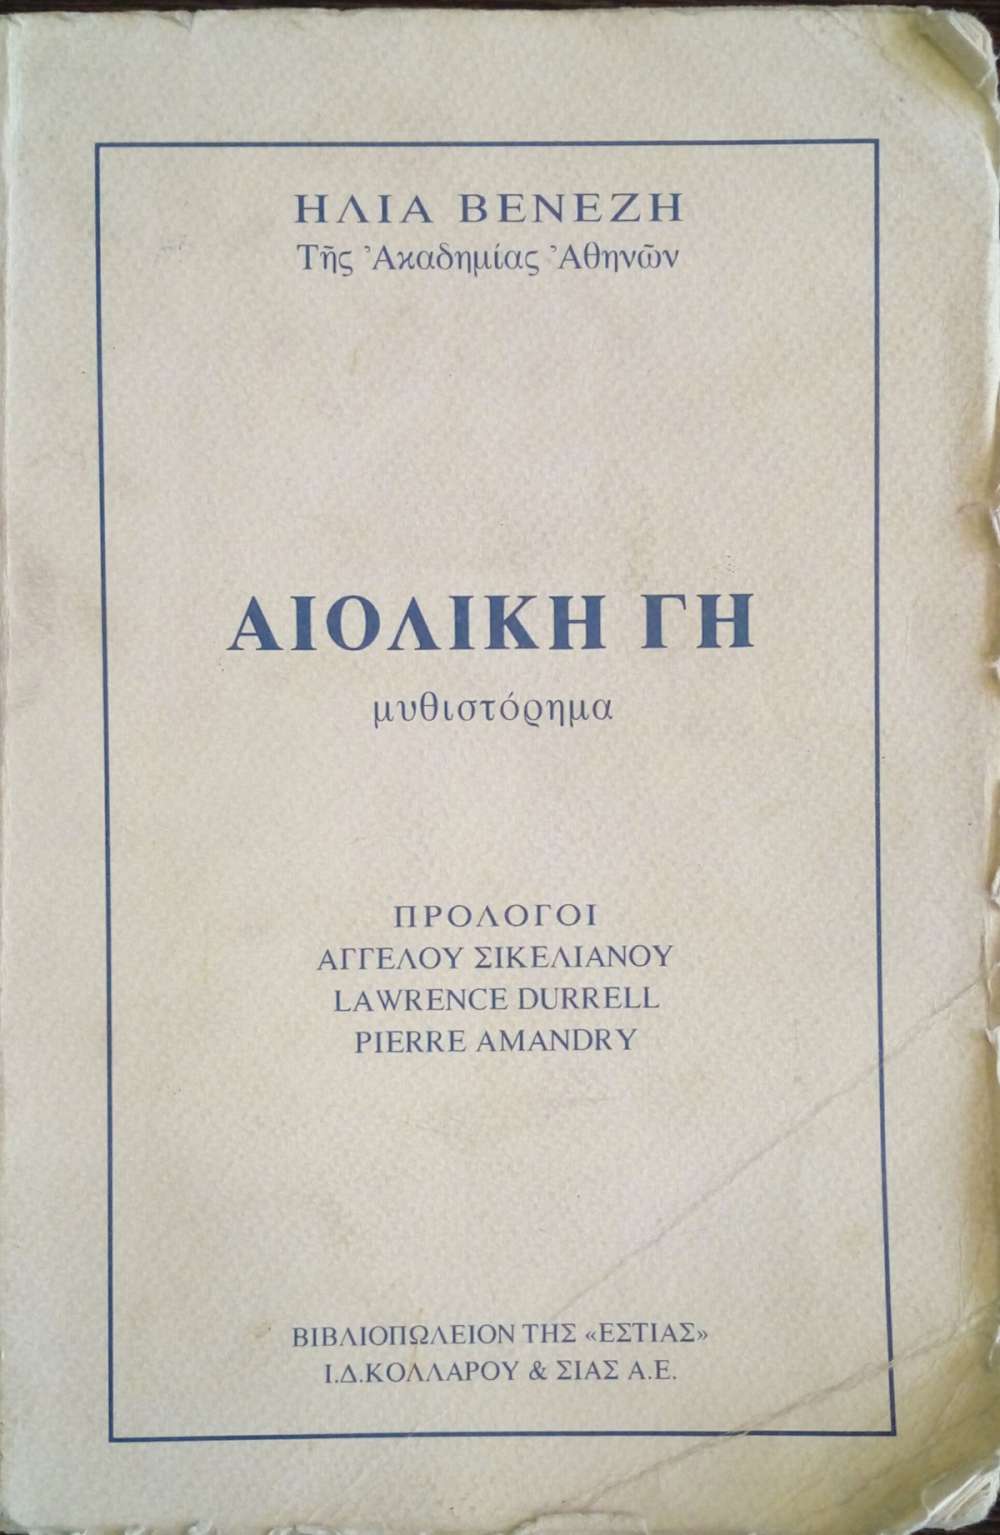 ΗΛΙΑ ΒΕΝΕΖΗ
Τῆς Ἀκαδημίας Ἀθηνῶν
ΑΙΟΛΙΚΗ ΓΗ
μυθιστόρημα
ΠΡΟΛΟΓΟΙ
ΑΓΓΕΛΟΥ ΣΙΚΕΛΙΑΝΟΥ
LAWRENCE DURRELL
PIERRE AMANDRY
ΒΙΒΛΙΟΠΩΛΕΙΟΝ ΤΗΣ «ΕΣΤΙΑΣ»
Ι.Δ.ΚΟΛΛΑΡΟΥ & ΣΙΑΣ Α.Ε.